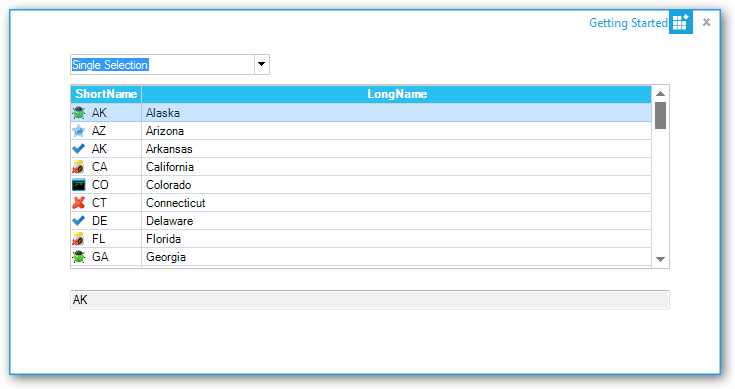 Getting Started
Single Selection
ShortName LongName
AK Alaska
AZ Arizona
AK Arkansas
CA California
CO Colorado
CT Connecticut
DE Delaware
FL Florida
GA Georgia
AK